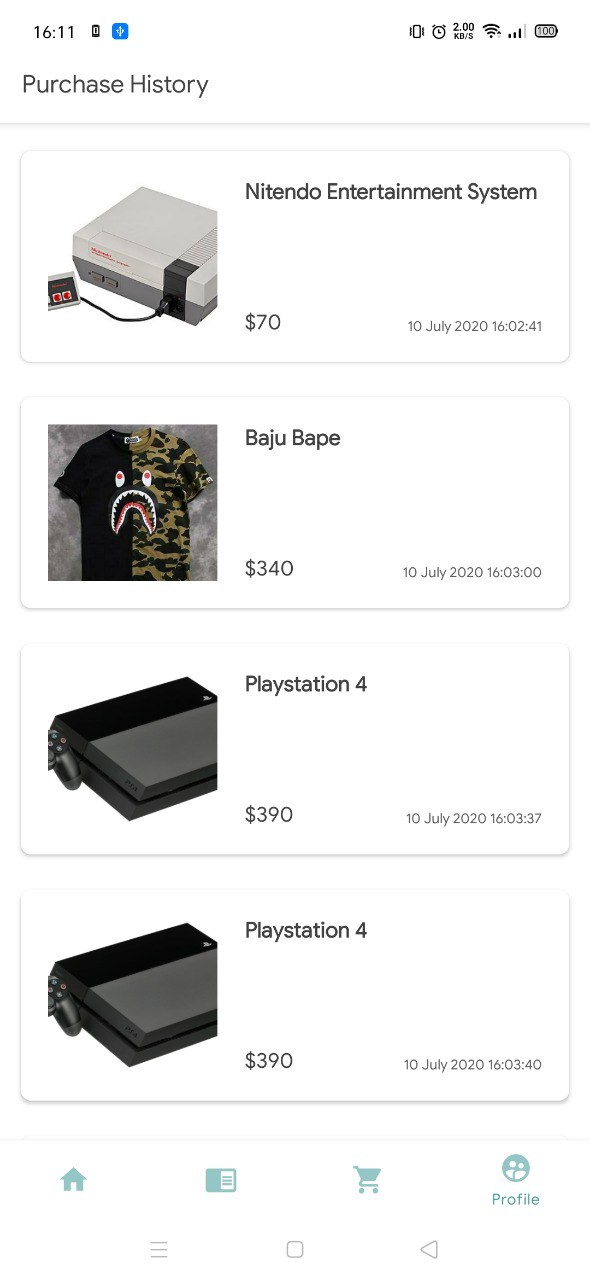 16:11
2.00
KB/S
100
Purchase History
Nitendo Entertainment System
$70
10 July 2020 16:02:41
Baju Bape
$340
10 July 2020 16:03:00
Playstation 4
$390
10 July 2020 16:03:37
Playstation 4
$390
10 July 2020 16:03:40
Profile